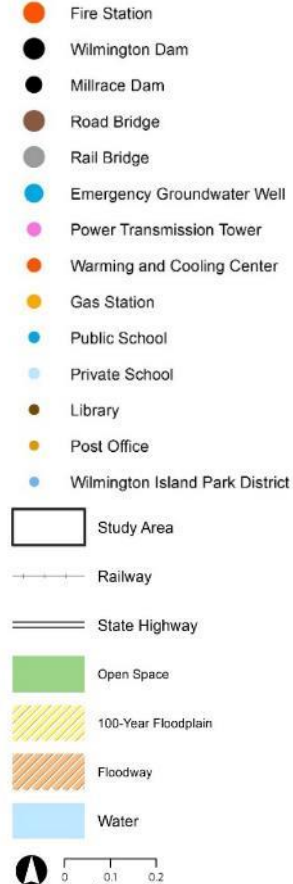 Fire Station
Wilmington Dam
Millrace Dam
Road Bridge
Rail Bridge
Emergency Groundwater Well
Power Transmission Tower
Warming and Cooling Center
Gas Station
Public School
Private School
Library
Post Office
Wilmington Island Park District
Study Area
Railway
State Highway
Open Space
100-Year Floodplain
Floodway
Water
0 0.1 0.2